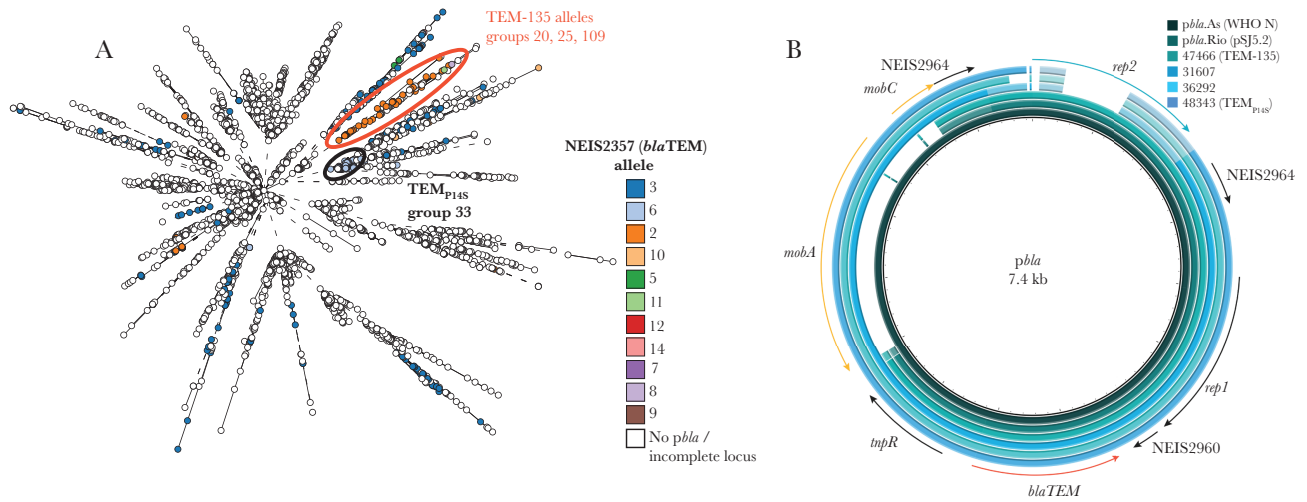 A
TEM-135 alleles
groups 20, 25, 109
TEMP14S
group 33
NEIS2357 (blaTEM)
allele
3
6
2
10
5
11
12
14
7
8
9
No pbla /
incomplete locus
B
pbla.As (WHO N)
pbla.Rio (pSJ5.2)
47466 (TEM-135)
31607
36292
48343 (TEMP14S)
NEIS2964
rep2
mobC
NEIS2964
mobA
pbla
7.4 kb
rep1
tnpR
NEIS2960
blaTEM